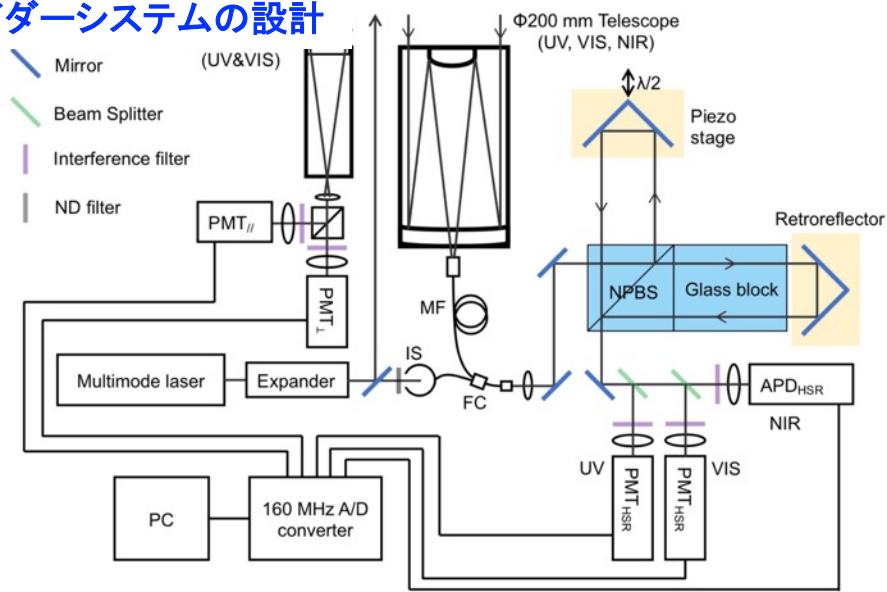 イダーシステムの設計
(UV&VIS)
Φ200 mm Telescope
(UV, VIS, NIR)
Mirror
Beam Splitter
Interference filter
ND filter
λ/2
Piezo
stage
PMT//
PMT⊥
Retroreflector
NPBS
Glass block
MF
IS
FC
Multimode laser
Expander
APDHSR
NIR
UV
PMTHSR
PMTHSR
VIS
PC
160 MHz A/D
converter